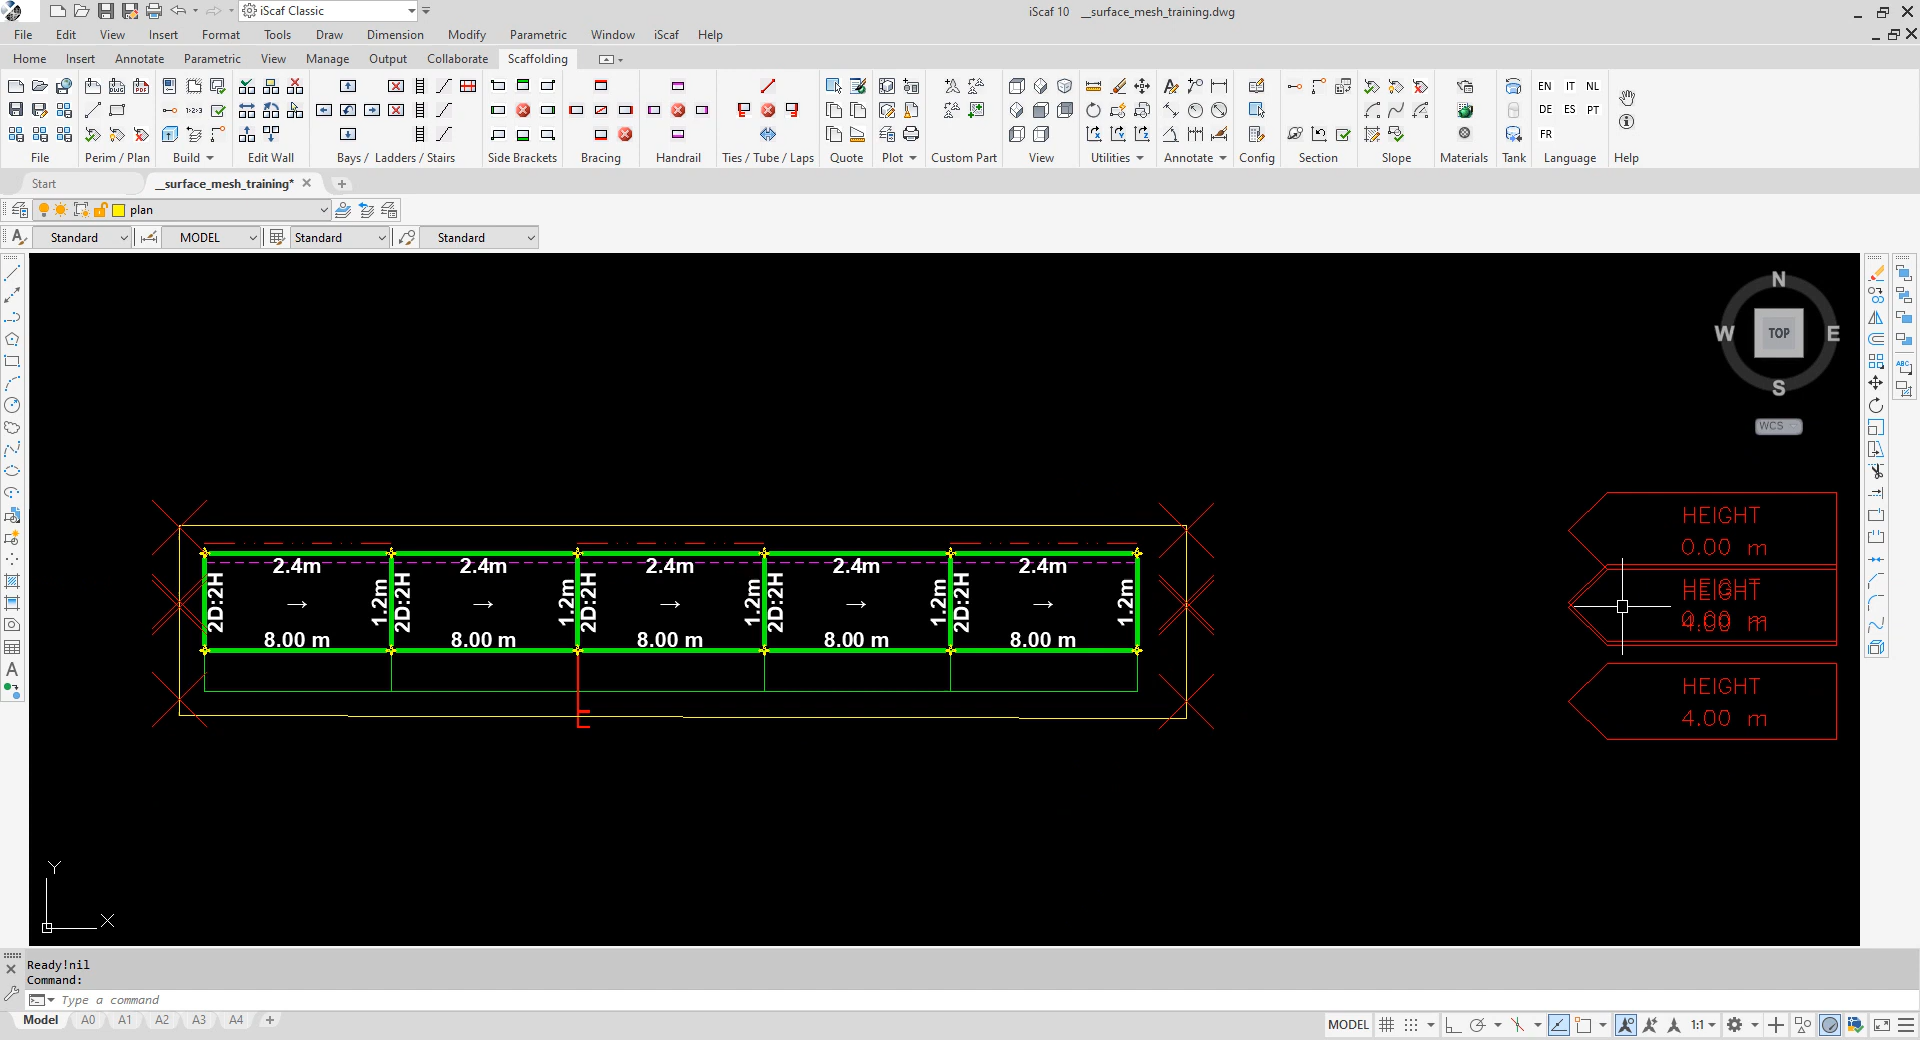 iScaf Classic
iScaf 10 __surface_mesh_training.dwg
File Edit View Insert Format Tools Draw Dimension Modify Parametric Window iScaf Help
Home Insert Annotate Parametric View Manage Output Collaborate Scaffolding
EN IT NL
DE ES PT
FR
File Perim / Plan Build Edit Wall Bays / Ladders / Stairs Side Brackets Bracing Handrail Ties / Tube / Laps Quote Plot Custom Part View Utilities Annotate Config Section Slope Materials Tank Language Help
Start __surface_mesh_training*
plan
Standard MODEL Standard Standard
N
W TOP E
S
WCS
HEIGHT
0.00 m
HEIGHT
HEIGHT
4.00 m
2.4m 2.4m 2.4m 2.4m 2.4m
2D:2H 1.2m 2D:2H 1.2m 2D:2H 1.2m 2D:2H 1.2m 2D:2H 1.2m
8.00 m 8.00 m 8.00 m 8.00 m 8.00 m
Y
X
Ready!nil
Command:
Type a command
Model A0 A1 A2 A3 A4
MODEL 1:1